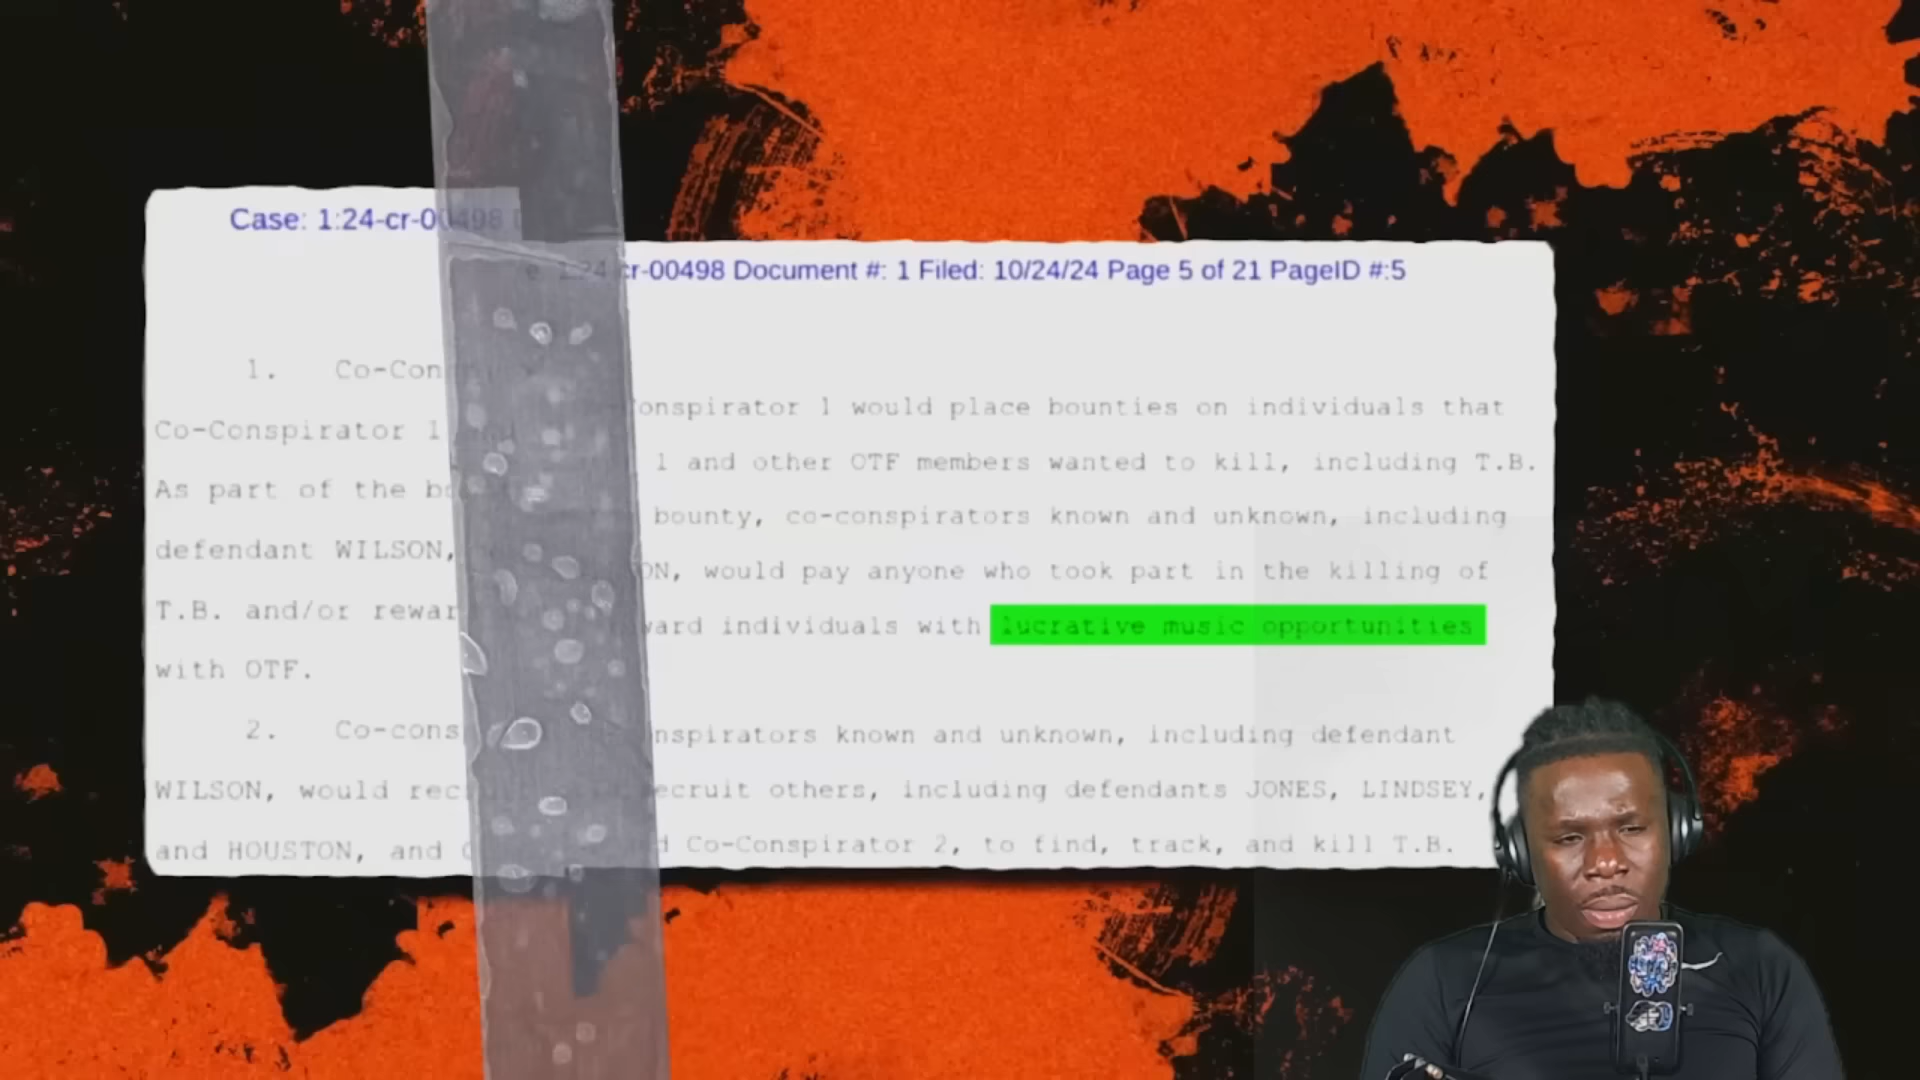 Case: 1:24-cr-00498
cr-00498 Document #: 1 Filed: 10/24/24 Page 5 of 21 PageID #:5
1. Co-Con
onspirator 1 would place bounties on individuals that
Co-Conspirator 1 and
1 and other OTF members wanted to kill, including T.B.
As part of the bo
bounty, co-conspirators known and unknown, including
defendant WILSON,
ON, would pay anyone who took part in the killing of
T.B. and/or rewar
ward individuals with lucrative music opportunities
with OTF.
2. Co-cons
nspirators known and unknown, including defendant
WILSON, would recruit
ecruit others, including defendants JONES, LINDSEY,
and HOUSTON, and
d Co-Conspirator 2, to find, track, and kill T.B.